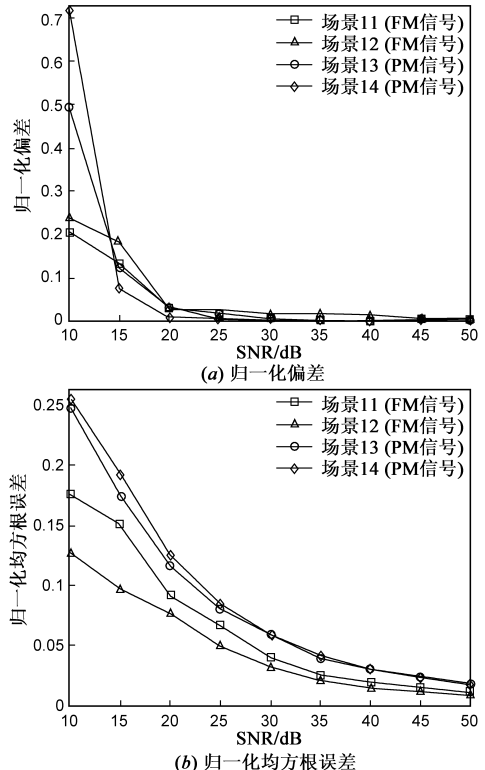 0.7
0.6
0.5
0.4
0.3
0.2
0.1
0
归一化偏差
场景11 (FM信号)
场景12 (FM信号)
场景13 (PM信号)
场景14 (PM信号)
10 15 20 25 30 35 40 45 50
SNR/dB
(a) 归一化偏差
0.25
0.20
0.15
0.1
0.05
0
归一化均方根误差
场景11 (FM信号)
场景12 (FM信号)
场景13 (PM信号)
场景14 (PM信号)
10 15 20 25 30 35 40 45 50
SNR/dB
(b) 归一化均方根误差